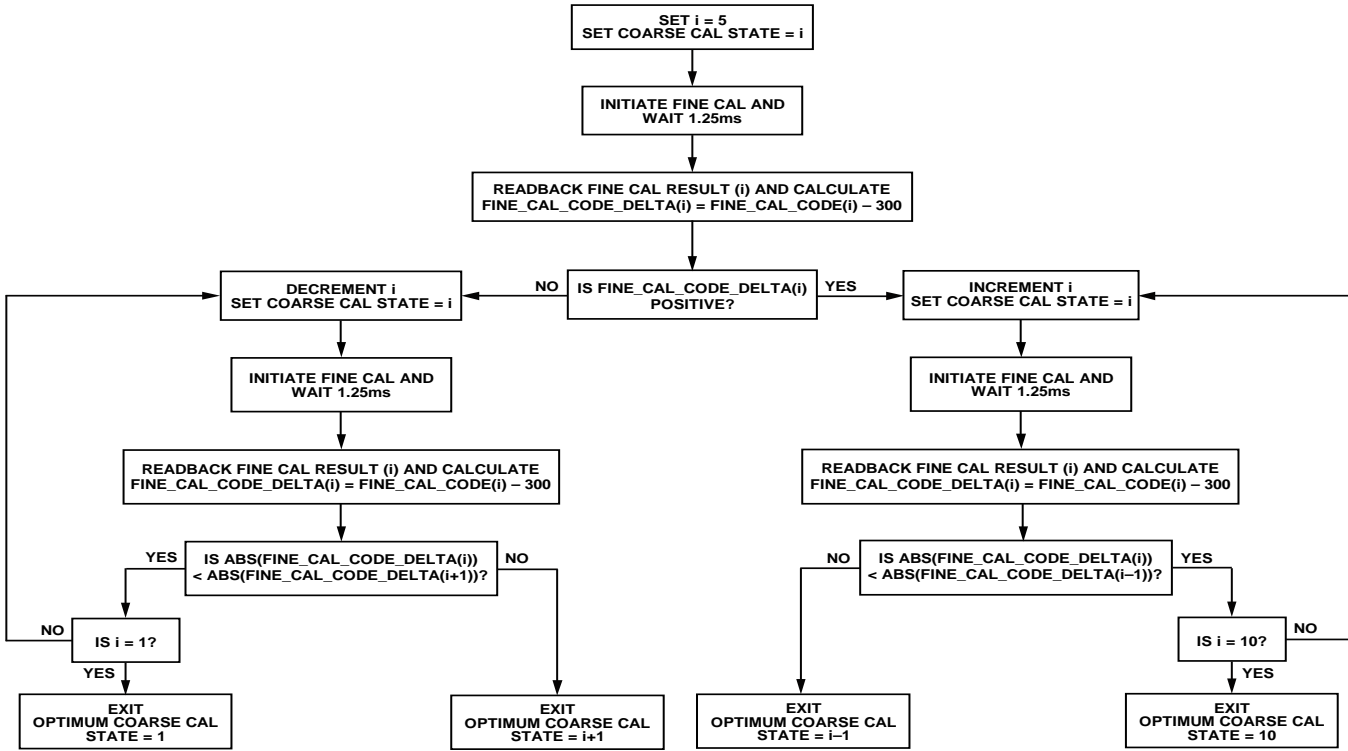 SET i = 5
SET COARSE CAL STATE = i
INITIATE FINE CAL AND
WAIT 1.25ms
READBACK FINE CAL RESULT (i) AND CALCULATE
FINE_CAL_CODE_DELTA(i) = FINE_CAL_CODE(i) – 300
IS FINE_CAL_CODE_DELTA(i)
POSITIVE?
NO
YES
DECREMENT i
SET COARSE CAL STATE = i
INITIATE FINE CAL AND
WAIT 1.25ms
READBACK FINE CAL RESULT (i) AND CALCULATE
FINE_CAL_CODE_DELTA(i) = FINE_CAL_CODE(i) – 300
IS ABS(FINE_CAL_CODE_DELTA(i))
< ABS(FINE_CAL_CODE_DELTA(i+1))?
YES
NO
IS i = 1?
NO
YES
EXIT
OPTIMUM COARSE CAL
STATE = 1
EXIT
OPTIMUM COARSE CAL
STATE = i+1
INCREMENT i
SET COARSE CAL STATE = i
INITIATE FINE CAL AND
WAIT 1.25ms
READBACK FINE CAL RESULT (i) AND CALCULATE
FINE_CAL_CODE_DELTA(i) = FINE_CAL_CODE(i) – 300
IS ABS(FINE_CAL_CODE_DELTA(i))
< ABS(FINE_CAL_CODE_DELTA(i–1))?
NO
YES
IS i = 10?
NO
YES
EXIT
OPTIMUM COARSE CAL
STATE = i–1
EXIT
OPTIMUM COARSE CAL
STATE = 10